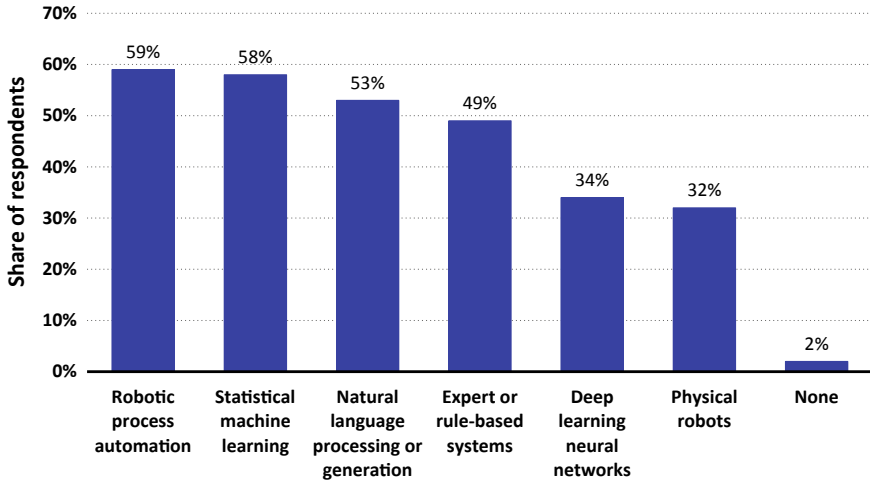 70%
60%
50%
40%
30%
20%
10%
0%
Share of respondents
59%
58%
53%
49%
34%
32%
2%
Robotic
process
automation
Statistical
machine
learning
Natural
language
processing or
generation
Expert or
rule-based
systems
Deep
learning
neural
networks
Physical
robots
None